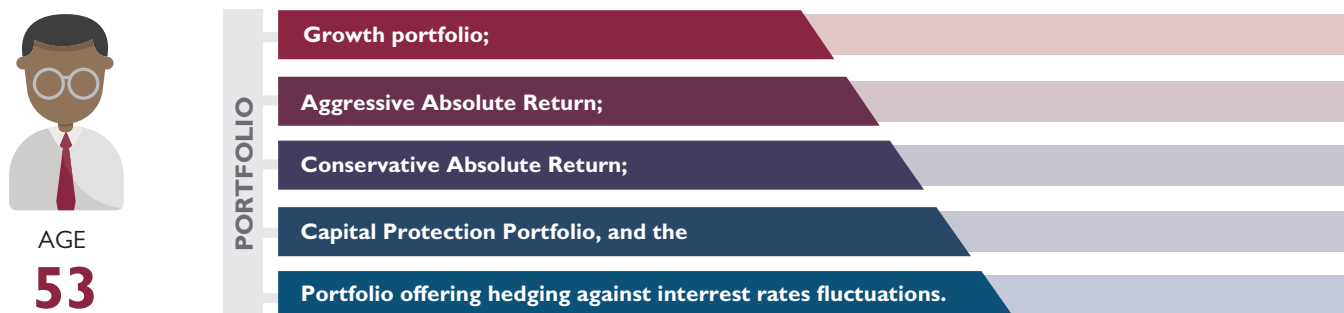 AGE
53
PORTFOLIO
Growth portfolio;
Aggressive Absolute Return;
Conservative Absolute Return;
Capital Protection Portfolio, and the
Portfolio offering hedging against interrest rates fluctuations.